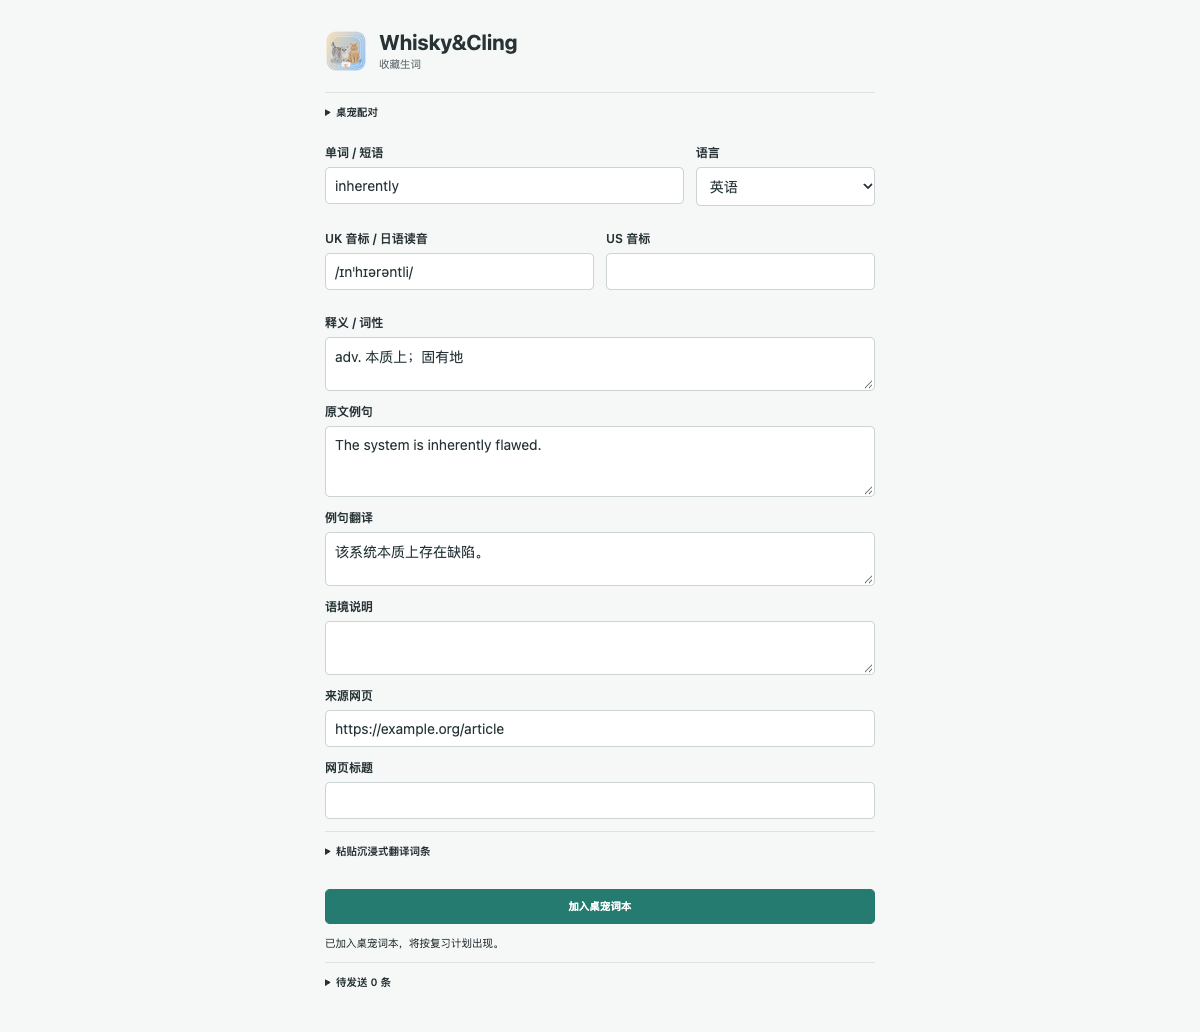 Whisky&Cling
收藏生词
桌宠配对
单词 / 短语
语言
inherently
英语
UK 音标 / 日语读音
US 音标
/ɪnˈhɪərəntli/
释义 / 词性
adv. 本质上；固有地
原文例句
The system is inherently flawed.
例句翻译
该系统本质上存在缺陷。
语境说明
来源网页
https://example.org/article
网页标题
粘贴沉浸式翻译词条
加入桌宠词本
已加入桌宠词本，将按复习计划出现。
待发送 0 条